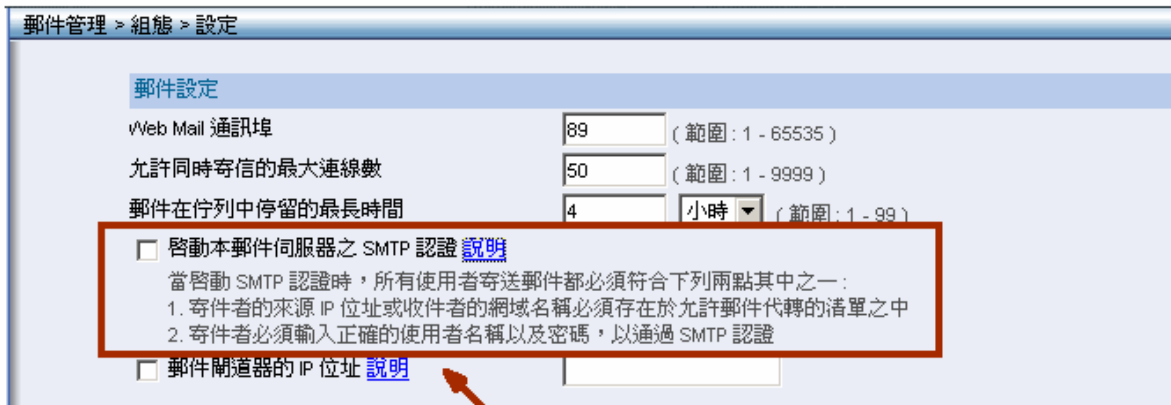 郵件管理 > 組態 > 設定
郵件設定
Web Mail 通訊埠 89 ( 範圍 : 1 - 65535 )
允許同時寄信的最大連線數 50 ( 範圍 : 1 - 9999 )
郵件在佇列中停留的最長時間 4 小時 ( 範圍 : 1 - 99 )
啟動本郵件伺服器之 SMTP 認證 說明
當啟動 SMTP 認證時，所有使用者寄送郵件都必須符合下列兩點其中之一 :
1. 寄件者的來源 IP 位址或收件者的網域名稱必須存在於允許郵件代轉的清單之中
2. 寄件者必須輸入正確的使用者名稱以及密碼，以通過 SMTP 認證
郵件閘道器的 IP 位址 說明